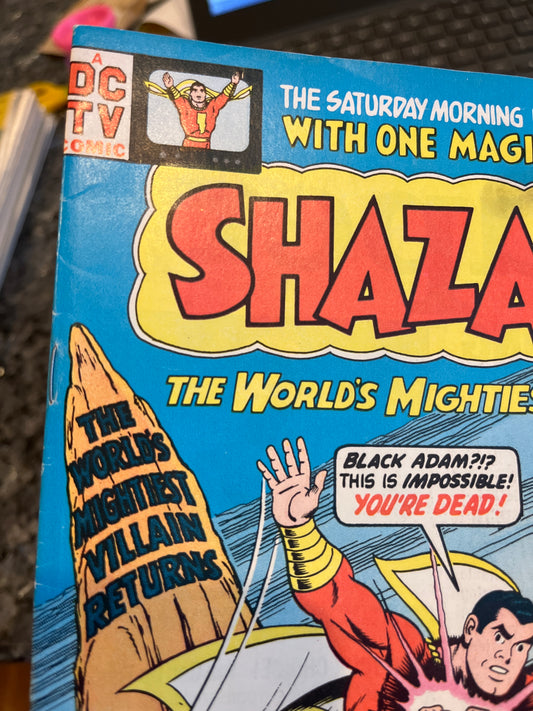 A
DC
TV
COMIC
THE SATURDAY MORNING
WITH ONE MAGI
SHAZA
THE WORLD'S MIGHTIES
THE
WORLD'S
MIGHTIEST
VILLAIN
RETURNS
BLACK ADAM?!?
THIS IS IMPOSSIBLE!
YOU'RE DEAD!